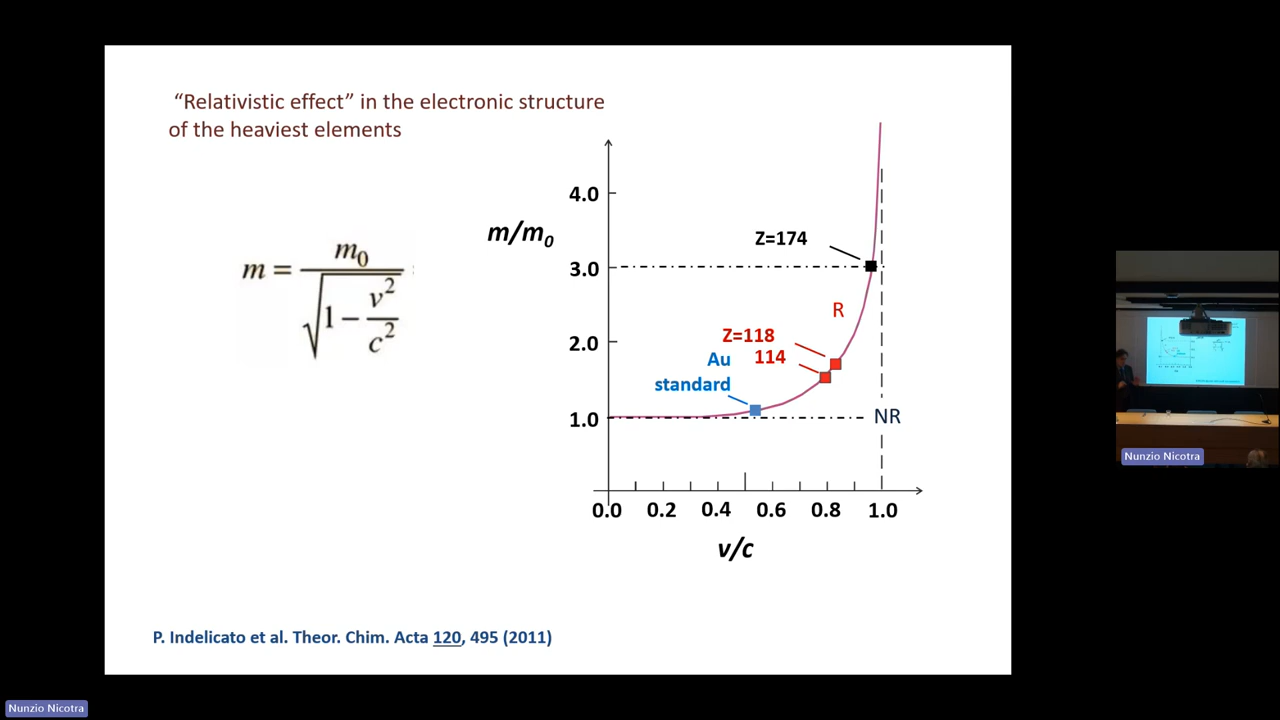 “Relativistic effect” in the electronic structure
of the heaviest elements
m = m₀ / √(1 − v²/c²)
m/m₀
4.0
3.0
2.0
1.0
Z=174
R
Z=118
114
Au
standard
NR
0.0 0.2 0.4 0.6 0.8 1.0
v/c
P. Indelicato et al. Theor. Chim. Acta 120, 495 (2011)
Nunzio Nicotra
Nunzio Nicotra